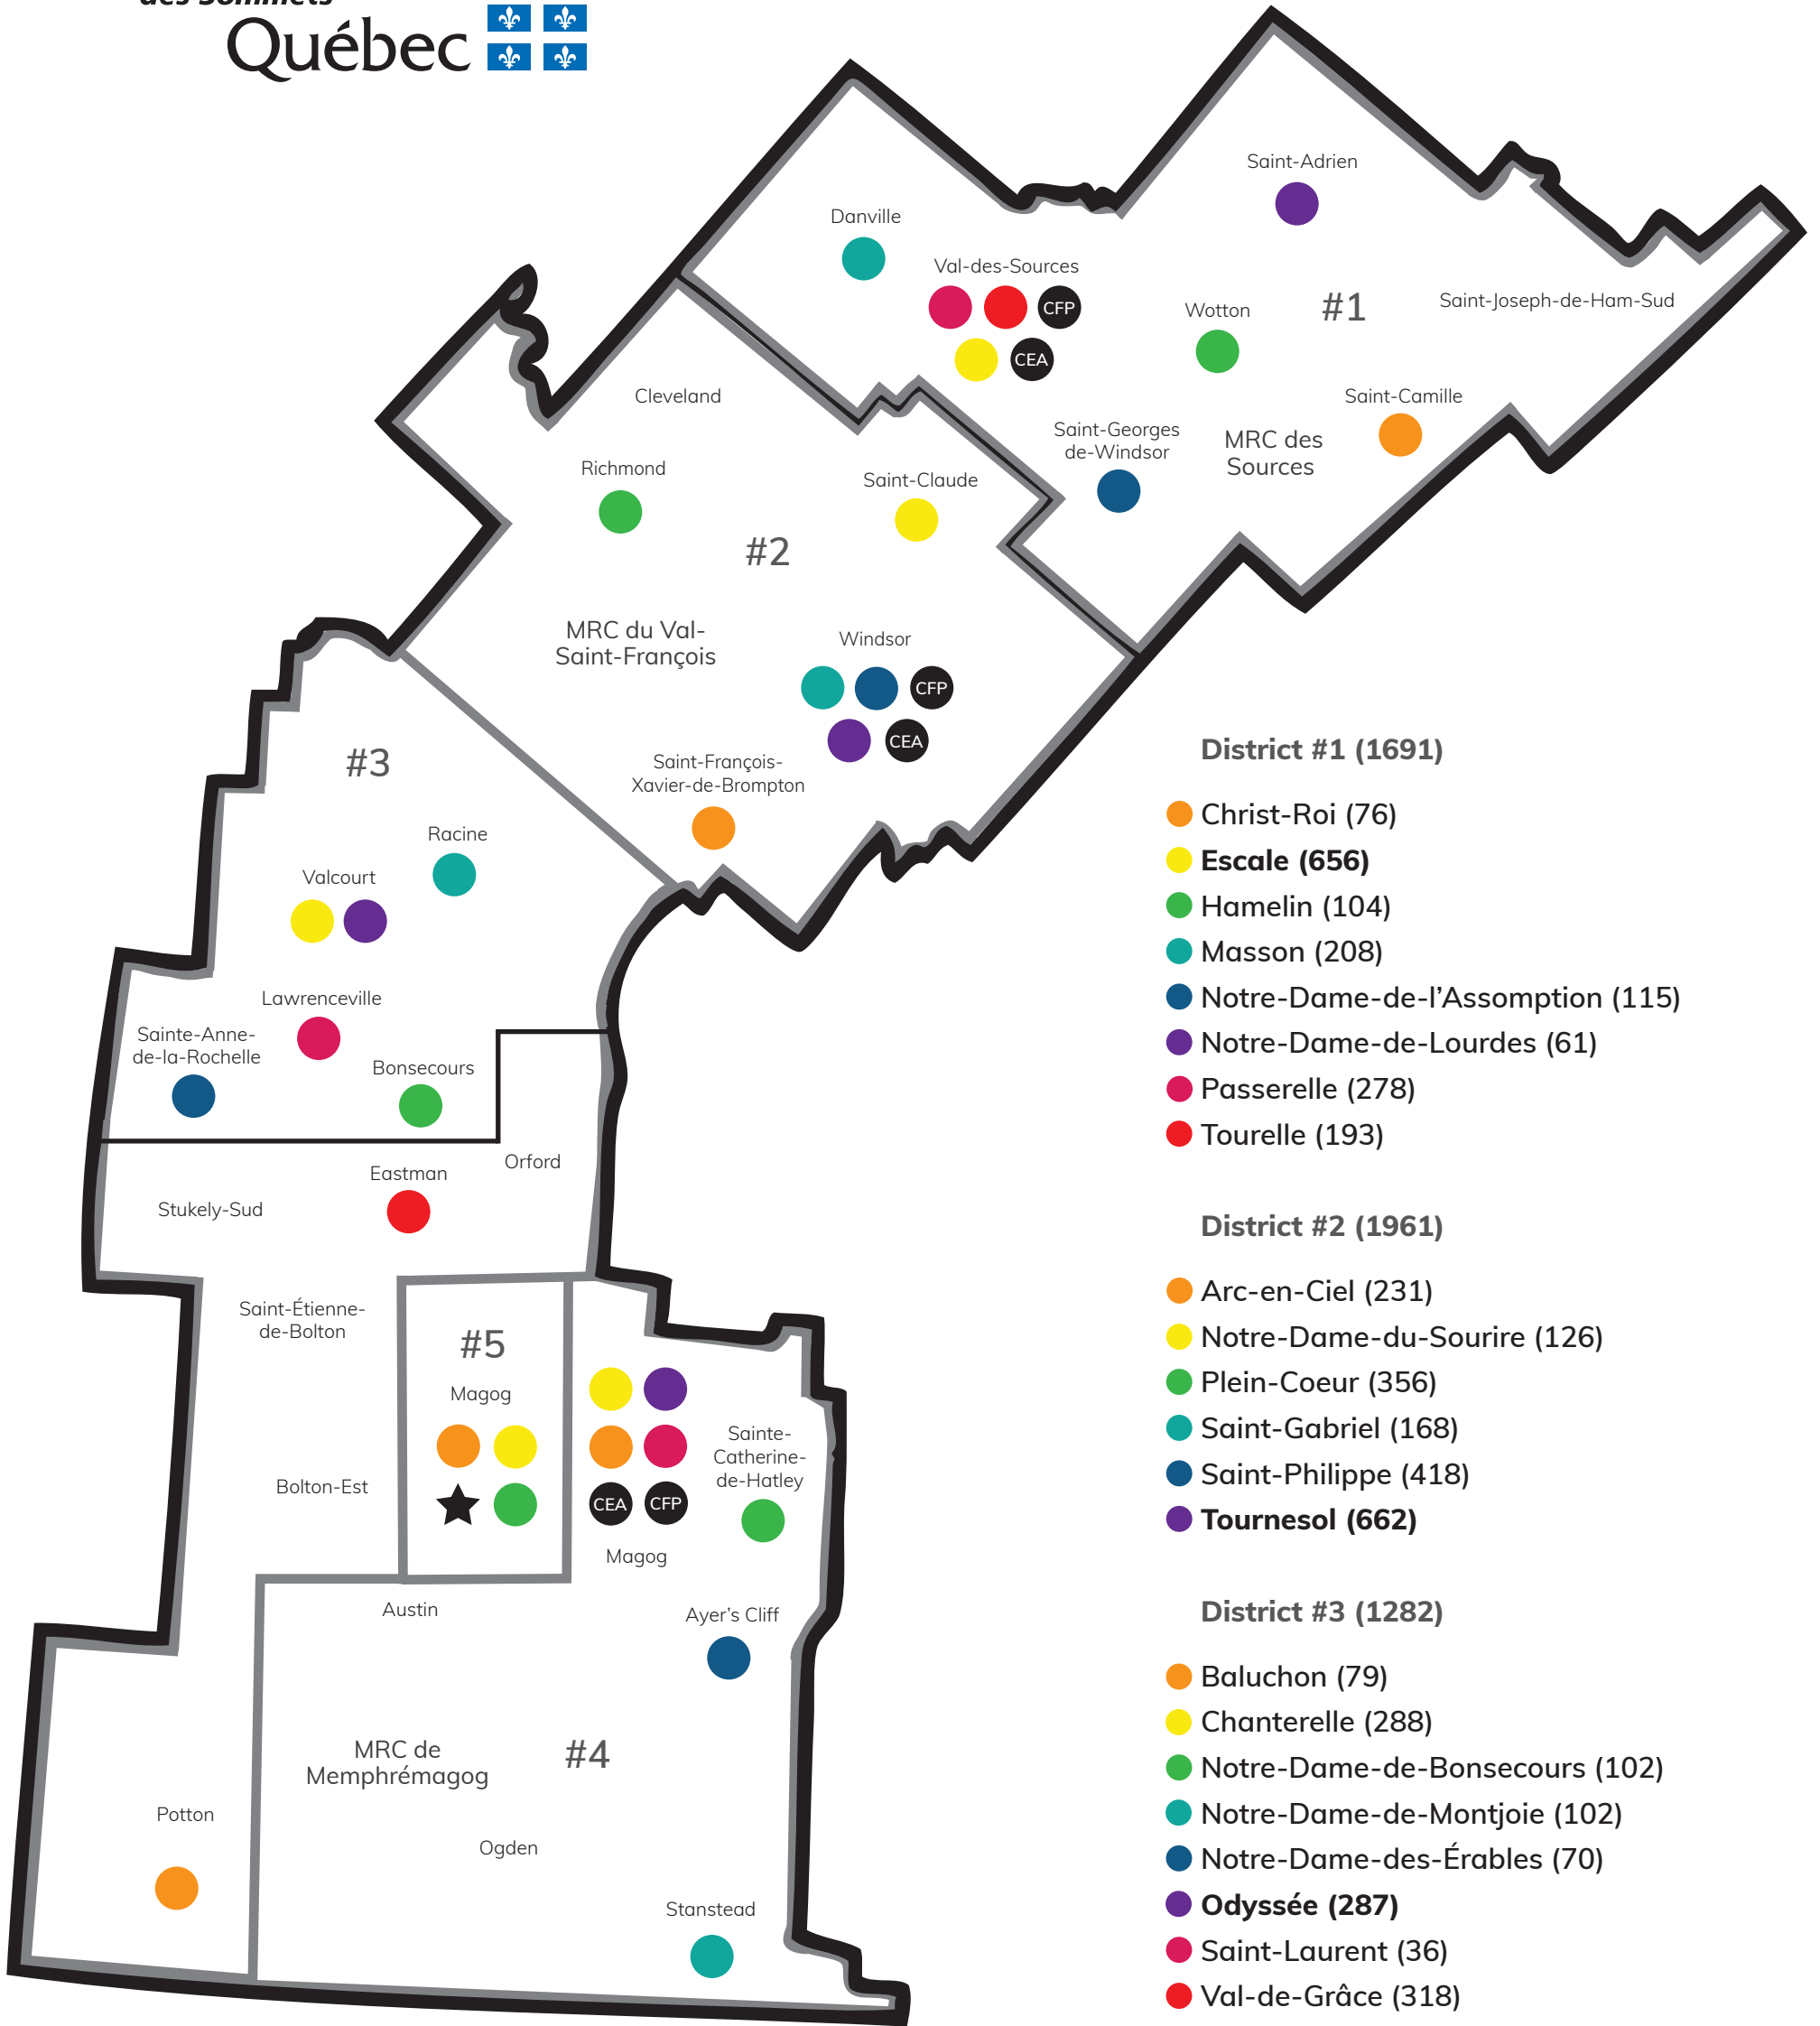 des Sommets
Québec
Saint-Adrien
Danville
Val-des-Sources
CFP
CEA
Wotton
#1
Saint-Joseph-de-Ham-Sud
Cleveland
Saint-Camille
Saint-Georges
de-Windsor
MRC des
Sources
Richmond
Saint-Claude
#2
MRC du Val-
Saint-François
Windsor
CFP
CEA
Saint-François-
Xavier-de-Brompton
#3
Racine
Valcourt
Lawrenceville
Sainte-Anne-
de-la-Rochelle
Bonsecours
Orford
Eastman
Stukely-Sud
Saint-Étienne-
de-Bolton
#5
Magog
Bolton-Est
CEA
CFP
Magog
Sainte-
Catherine-
de-Hatley
Austin
Ayer's Cliff
MRC de
Memphrémagog
#4
Potton
Ogden
Stanstead
District #1 (1691)
Christ-Roi (76)
Escale (656)
Hamelin (104)
Masson (208)
Notre-Dame-de-l'Assomption (115)
Notre-Dame-de-Lourdes (61)
Passerelle (278)
Tourelle (193)
District #2 (1961)
Arc-en-Ciel (231)
Notre-Dame-du-Sourire (126)
Plein-Coeur (356)
Saint-Gabriel (168)
Saint-Philippe (418)
Tournesol (662)
District #3 (1282)
Baluchon (79)
Chanterelle (288)
Notre-Dame-de-Bonsecours (102)
Notre-Dame-de-Montjoie (102)
Notre-Dame-des-Érables (70)
Odyssée (287)
Saint-Laurent (36)
Val-de-Grâce (318)